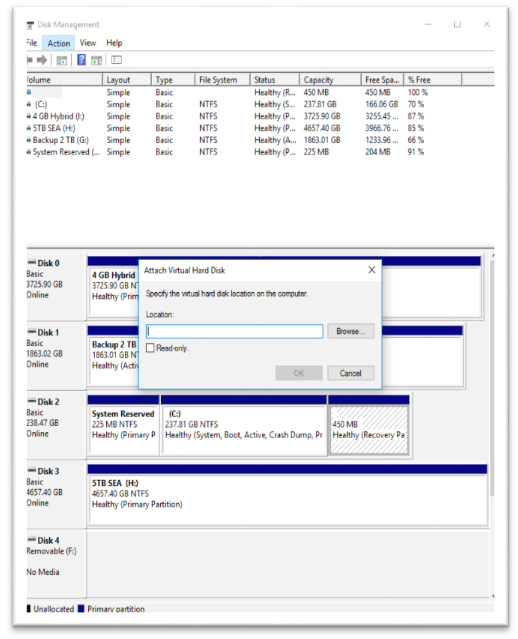 Disk Management
File Action View Help
Volume Layout Type File System Status Capacity Free Spa... % Free
Simple Basic Healthy (R... 450 MB 450 MB 100 %
(C:) Simple Basic NTFS Healthy (S... 237.81 GB 166.06 GB 70 %
4 GB Hybrid (I:) Simple Basic NTFS Healthy (P... 3725.90 GB 3255.45 ... 87 %
5TB SEA (H:) Simple Basic NTFS Healthy (P... 4657.40 GB 3966.76 ... 85 %
Backup 2 TB (G:) Simple Basic NTFS Healthy (A... 1863.01 GB 1233.96 ... 66 %
System Reserved (... Simple Basic NTFS Healthy (P... 225 MB 204 MB 91 %
Disk 0
Basic
3725.90 GB
Online
4 GB Hybrid
3725.90 NT
Healthy (Prim
Attach Virtual Hard Disk
Specify the virtual hard disk location on the computer.
Location:
Browse...
Read-only.
OK Cancel
Disk 1
Basic
1863.02 GB
Online
Backup 2 TB
1863.01 GB NT
Healthy (Acti
Disk 2
Basic
238.47 GB
Online
System Reserved
225 MB NTFS
Healthy (Primary P
(C:)
237.81 GB NTFS
Healthy (System, Boot, Active, Crash Dump, Pr
450 MB
Healthy (Recovery Pa
Disk 3
Basic
4657.40 GB
Online
5TB SEA (H:)
4657.40 GB NTFS
Healthy (Primary Partition)
Disk 4
Removable (F:)
No Media
Unallocated Primary partition